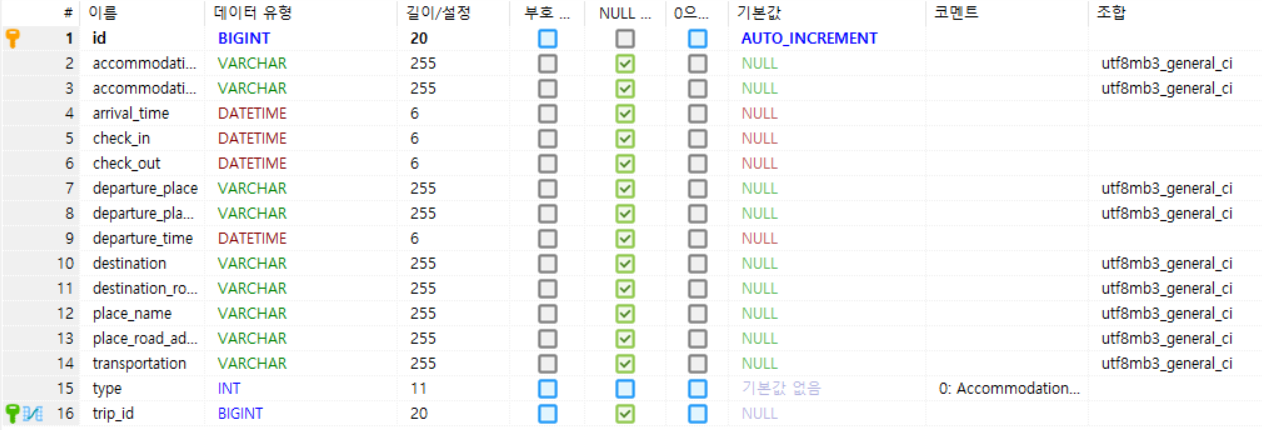 # 이름 데이터 유형 길이/설정 부호 ... NULL ... 0으... 기본값 코멘트 조합
1 id BIGINT 20 AUTO_INCREMENT
2 accommodati... VARCHAR 255 NULL utf8mb3_general_ci
3 accommodati... VARCHAR 255 NULL utf8mb3_general_ci
4 arrival_time DATETIME 6 NULL
5 check_in DATETIME 6 NULL
6 check_out DATETIME 6 NULL
7 departure_place VARCHAR 255 NULL utf8mb3_general_ci
8 departure_pla... VARCHAR 255 NULL utf8mb3_general_ci
9 departure_time DATETIME 6 NULL
10 destination VARCHAR 255 NULL utf8mb3_general_ci
11 destination_ro... VARCHAR 255 NULL utf8mb3_general_ci
12 place_name VARCHAR 255 NULL utf8mb3_general_ci
13 place_road_ad... VARCHAR 255 NULL utf8mb3_general_ci
14 transportation VARCHAR 255 NULL utf8mb3_general_ci
15 type INT 11 기본값 없음 0: Accommodation...
16 trip_id BIGINT 20 NULL